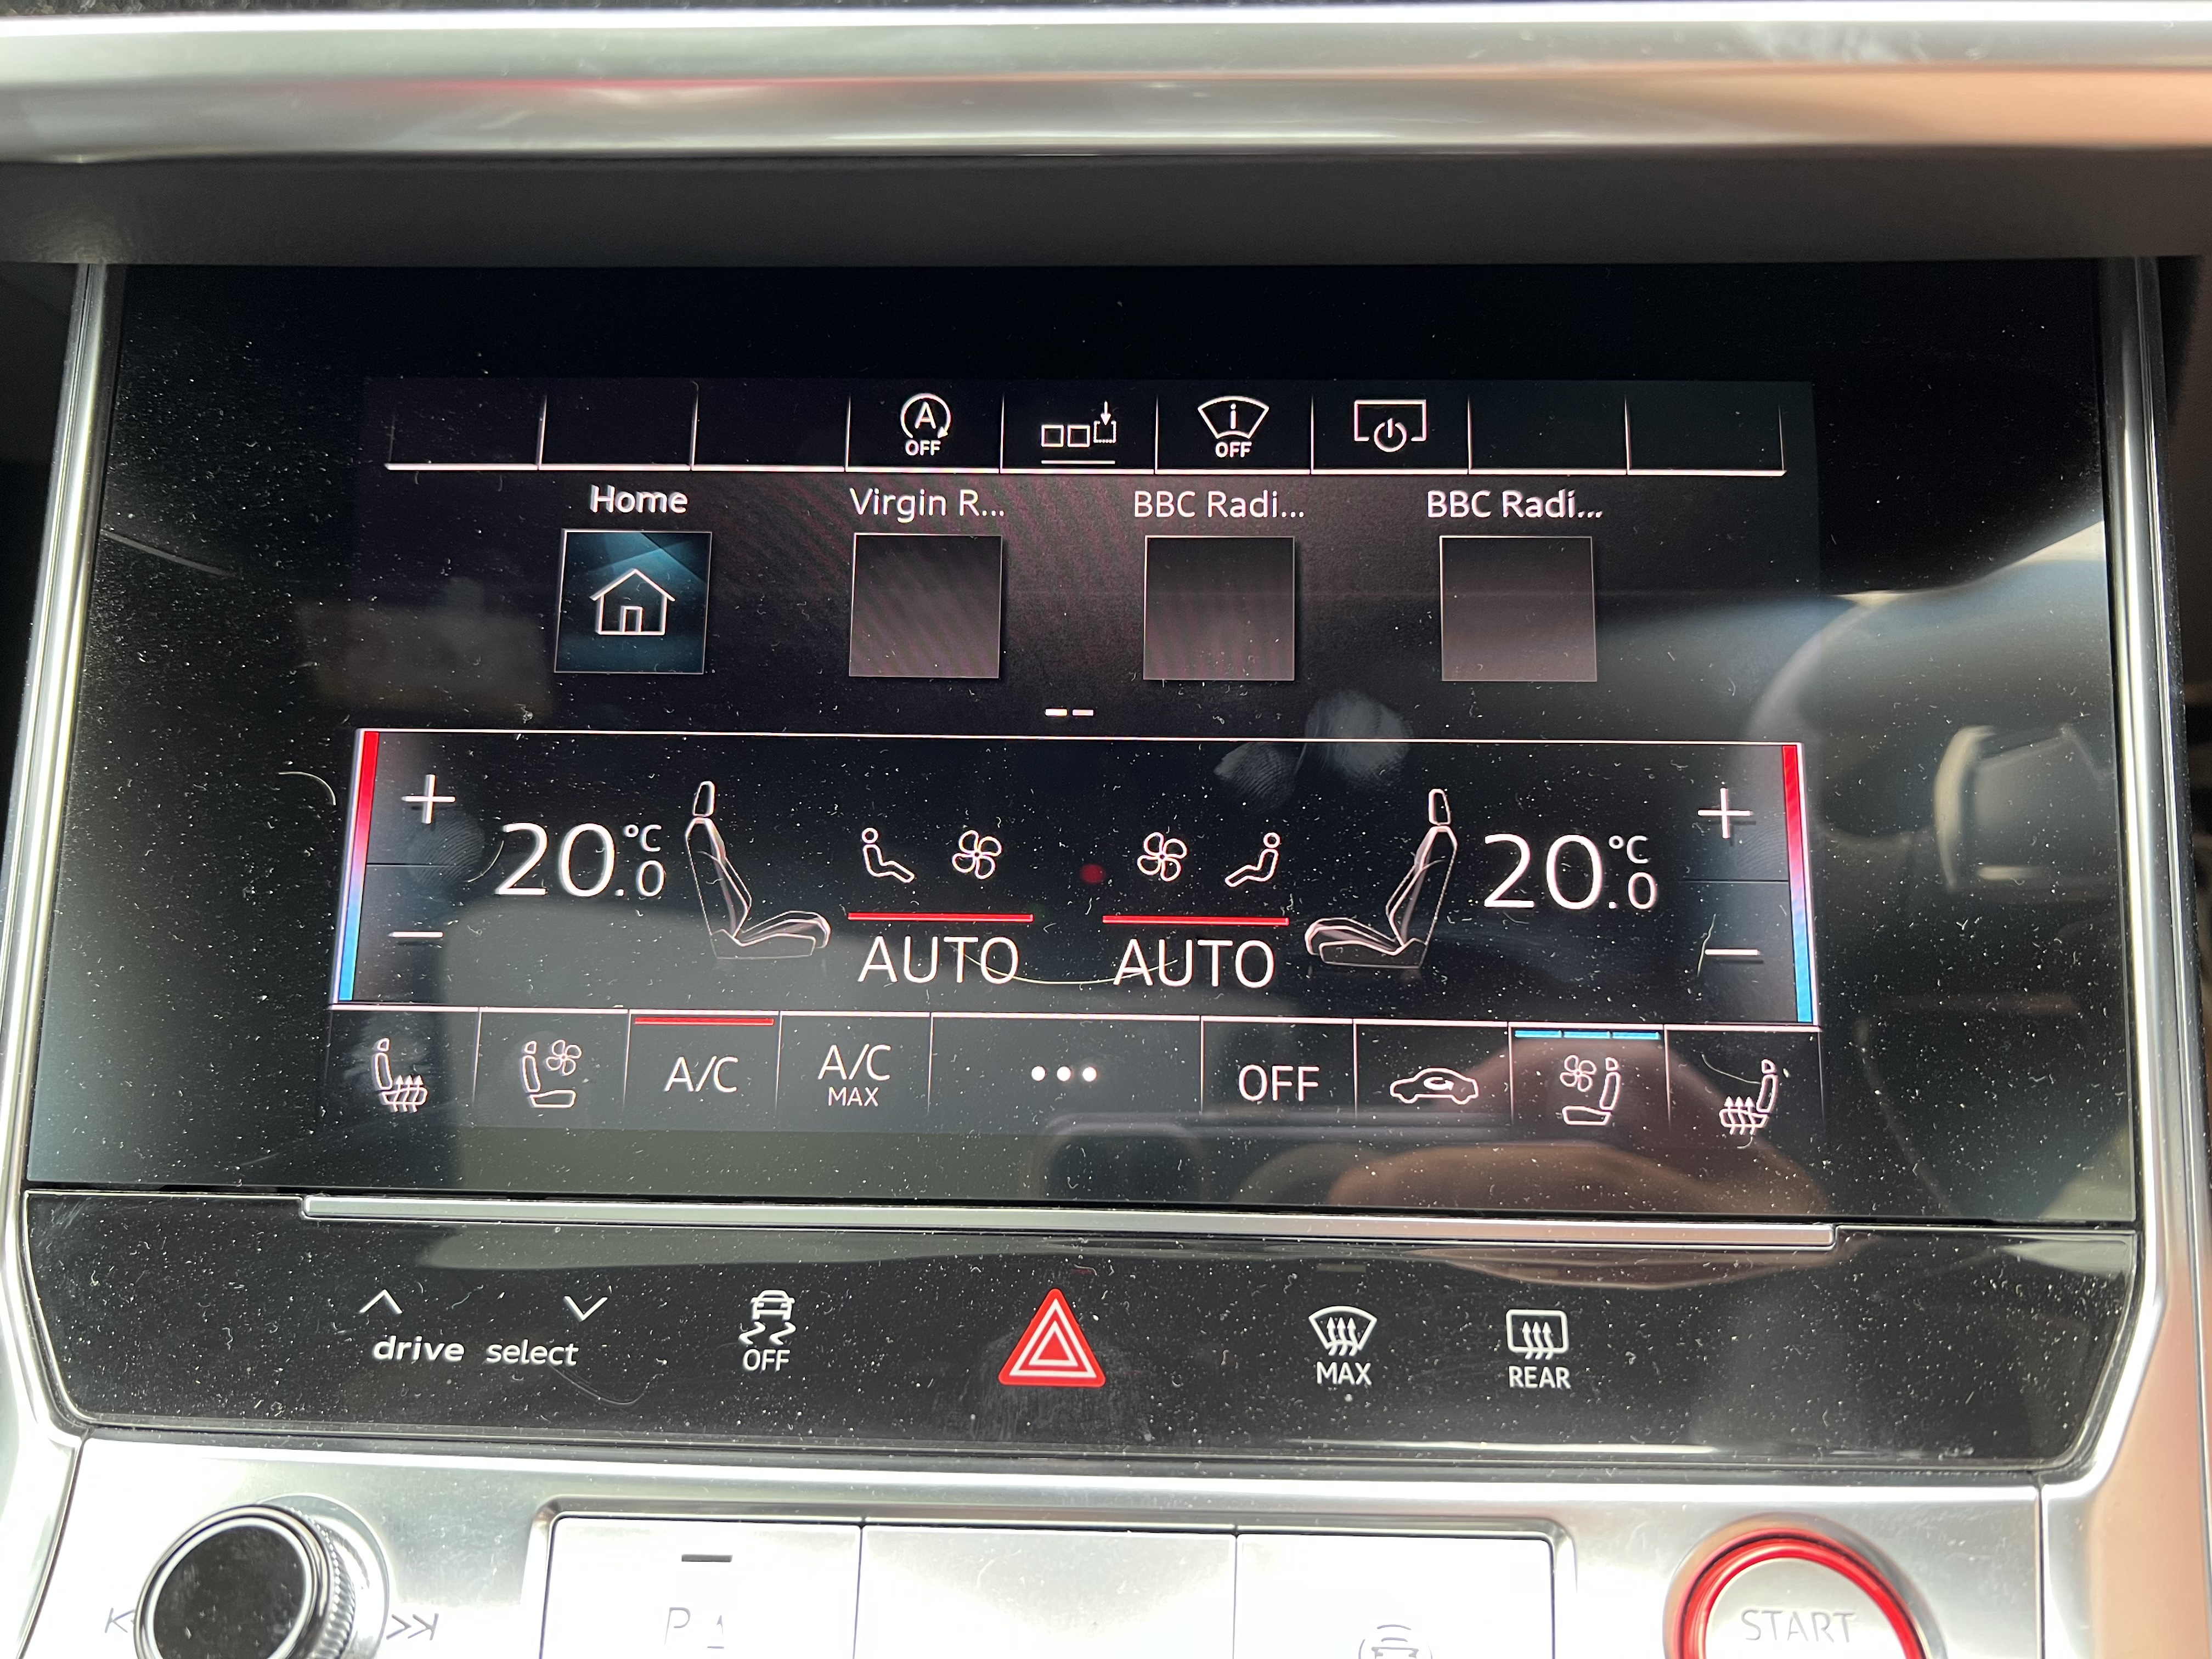 A OFF
i OFF
Home Virgin R... BBC Radi... BBC Radi...
+ +
20.0 °C 20.0 °C
− −
AUTO AUTO
A/C A/C MAX ... OFF
drive select OFF MAX REAR
P START